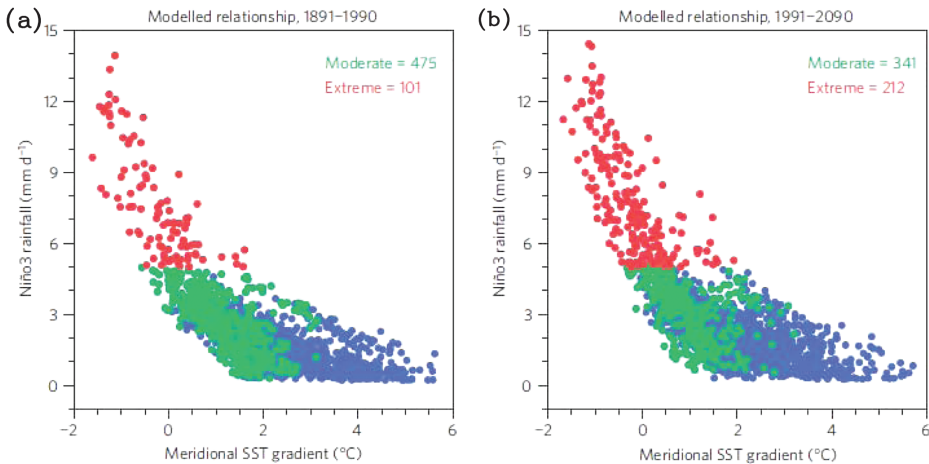 (a) Modelled relationship, 1891–1990
15
12
9
6
3
0
Niño3 rainfall (mm d⁻¹)
Moderate = 475
Extreme = 101
−2 0 2 4 6
Meridional SST gradient (°C)
(b) Modelled relationship, 1991–2090
15
12
9
6
3
0
Niño3 rainfall (mm d⁻¹)
Moderate = 341
Extreme = 212
−2 0 2 4 6
Meridional SST gradient (°C)